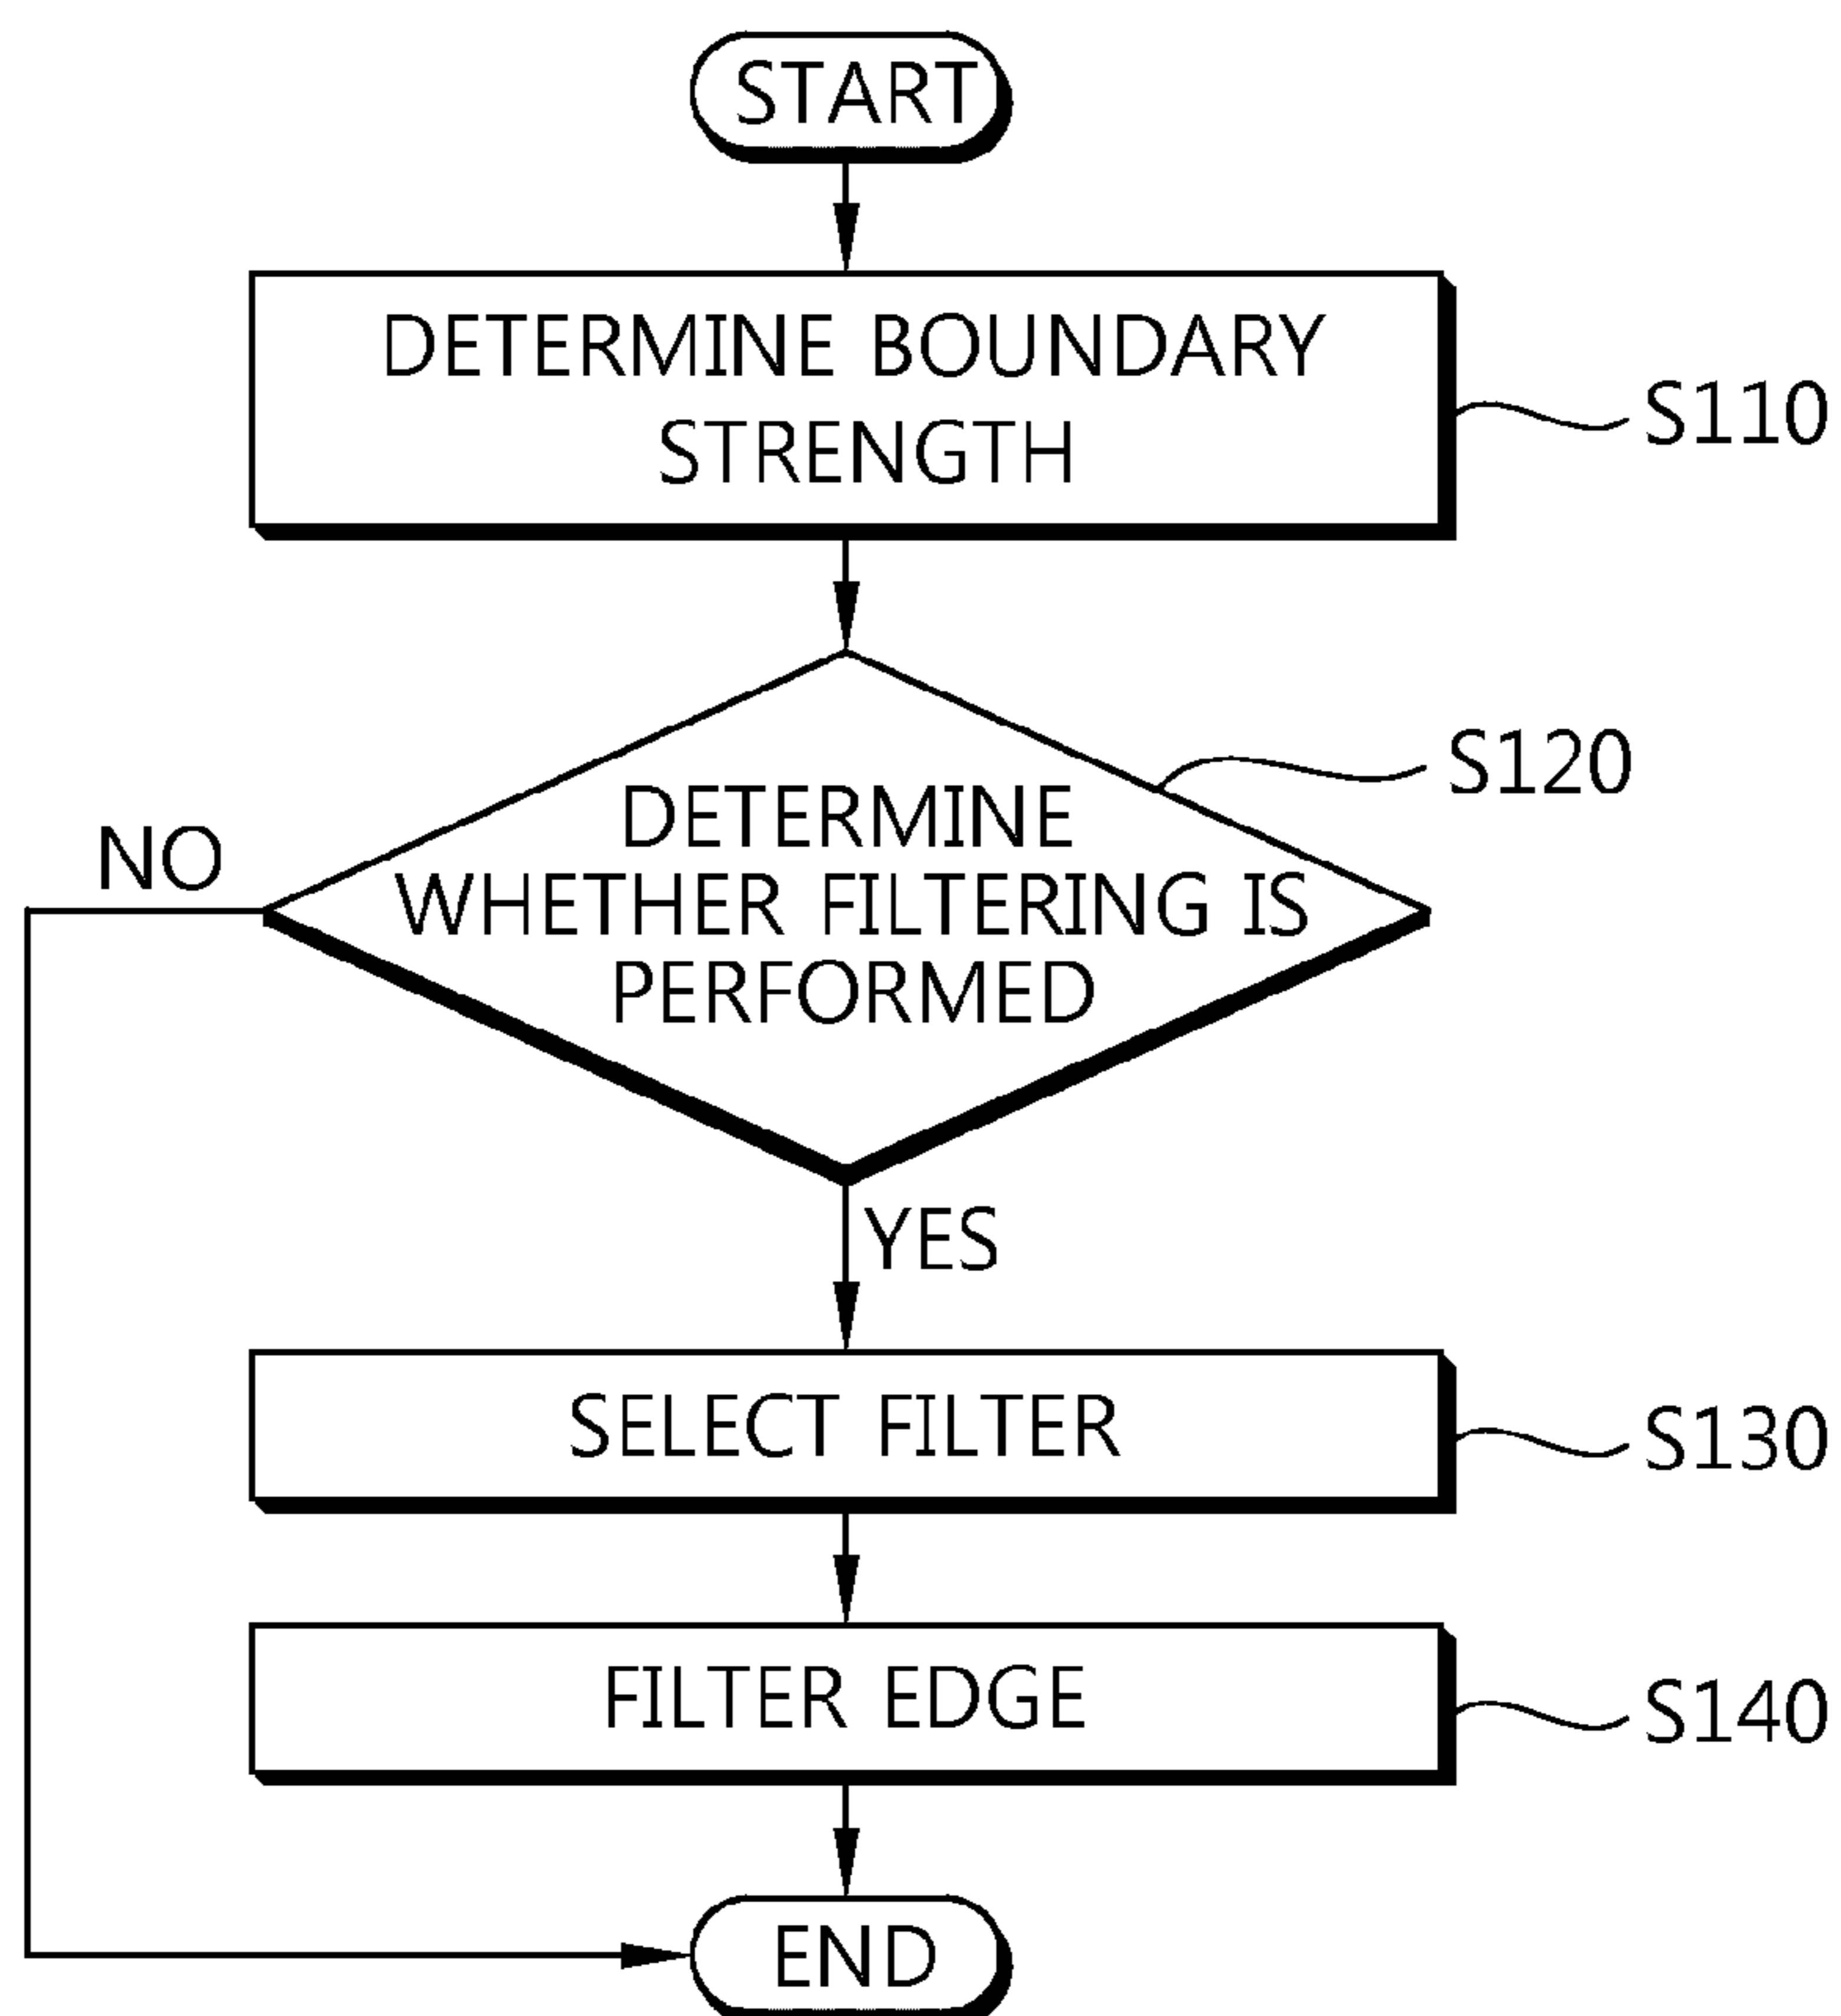 START
DETERMINE BOUNDARY
STRENGTH
S110
S120
DETERMINE
WHETHER FILTERING IS
PERFORMED
NO
YES
SELECT FILTER
S130
FILTER EDGE
S140
END